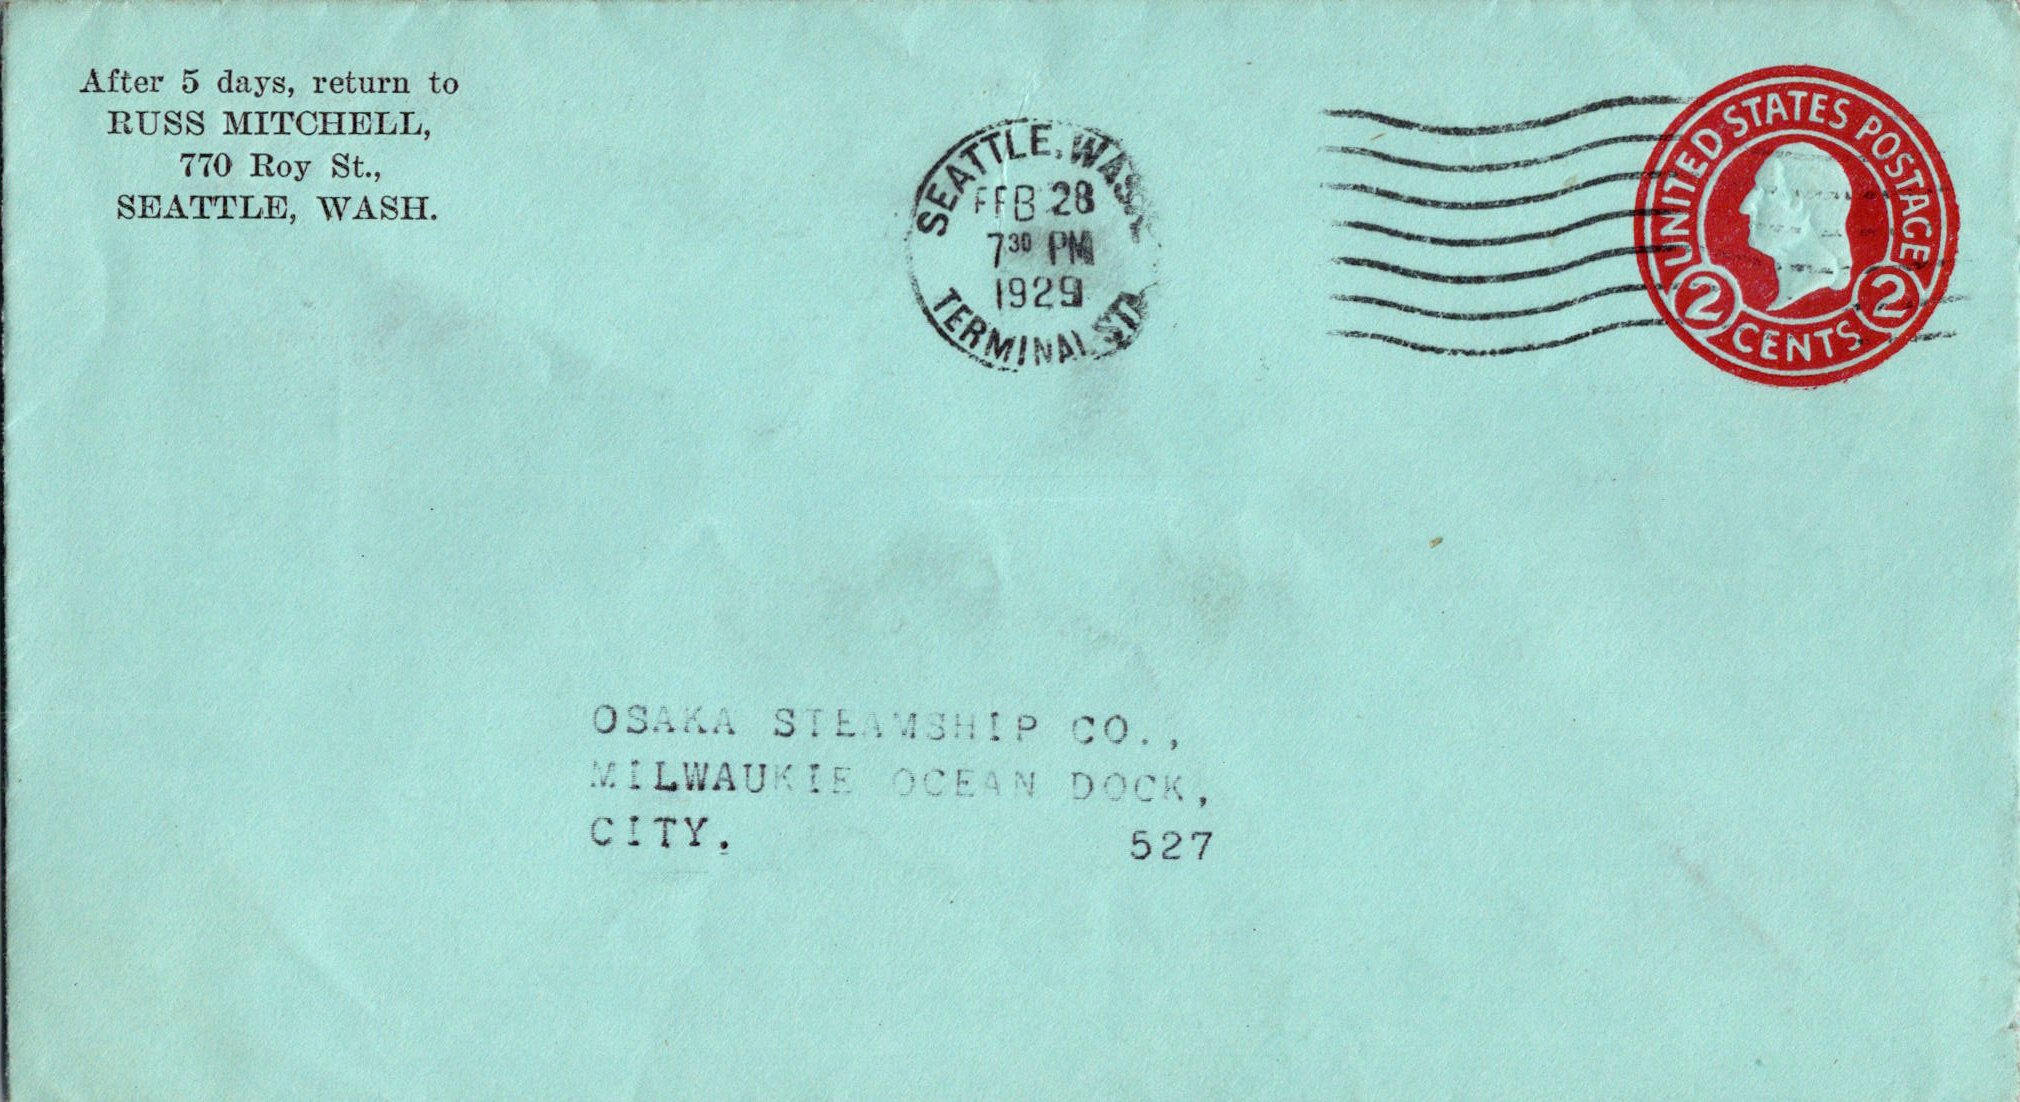 After 5 days, return to
RUSS MITCHELL,
770 Roy St.,
SEATTLE, WASH.
SEATTLE, WASH.
FEB 28
7 30 PM
1929
TERMINAL STA.
UNITED STATES POSTAGE
2 CENTS 2
OSAKA STEAMSHIP CO.,
MILWAUKIE OCEAN DOCK,
CITY. 527